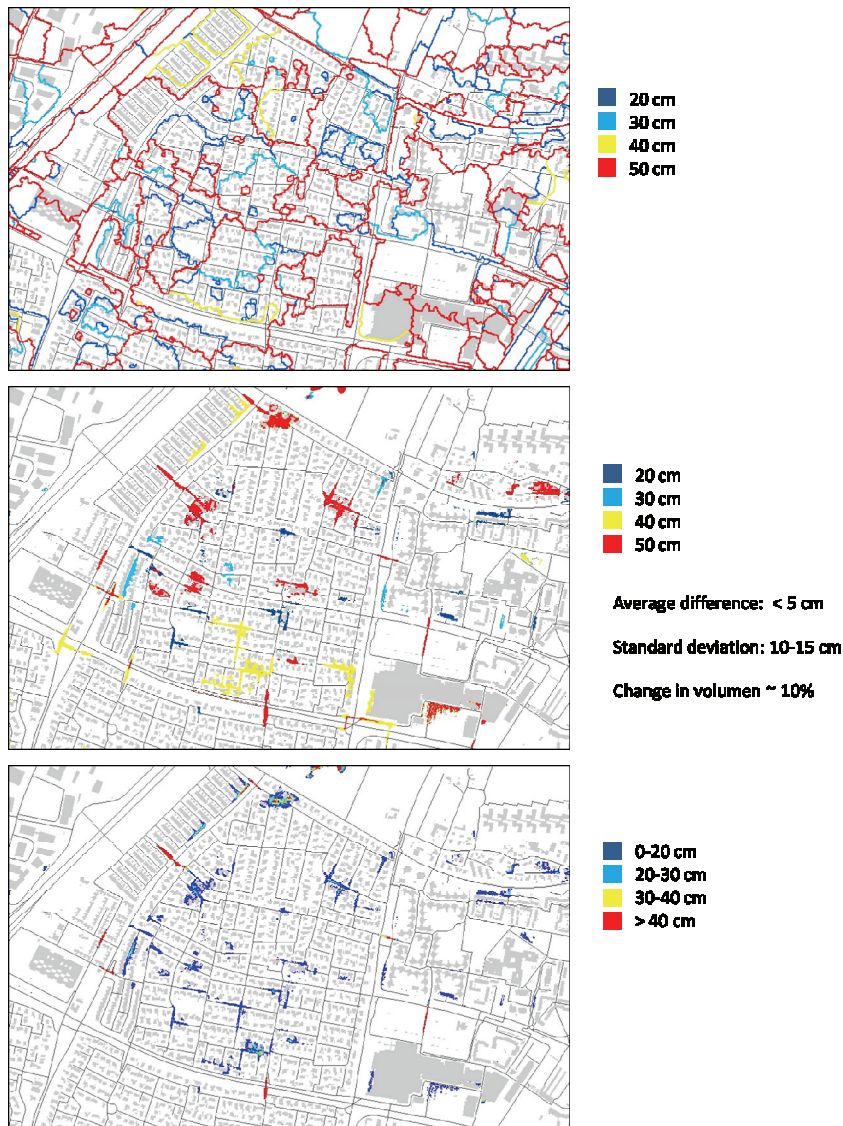 20 cm
30 cm
40 cm
50 cm
20 cm
30 cm
40 cm
50 cm
Average difference: < 5 cm
Standard deviation: 10-15 cm
Change in volumen ~ 10%
0-20 cm
20-30 cm
30-40 cm
> 40 cm